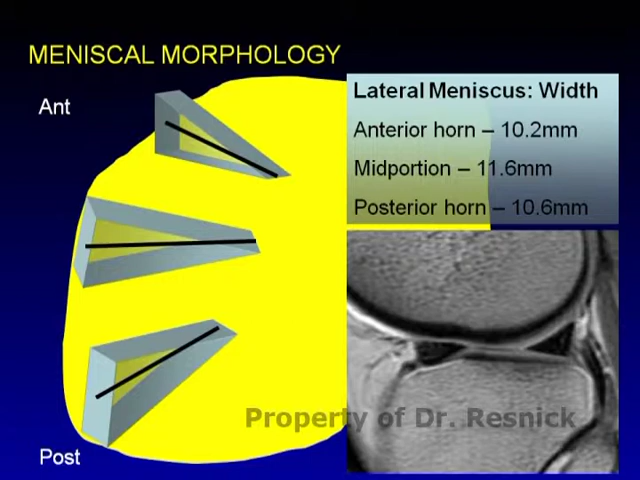 MENISCAL MORPHOLOGY
Ant
Lateral Meniscus: Width
Anterior horn – 10.2mm
Midportion – 11.6mm
Posterior horn – 10.6mm
Property of Dr. Resnick
Post